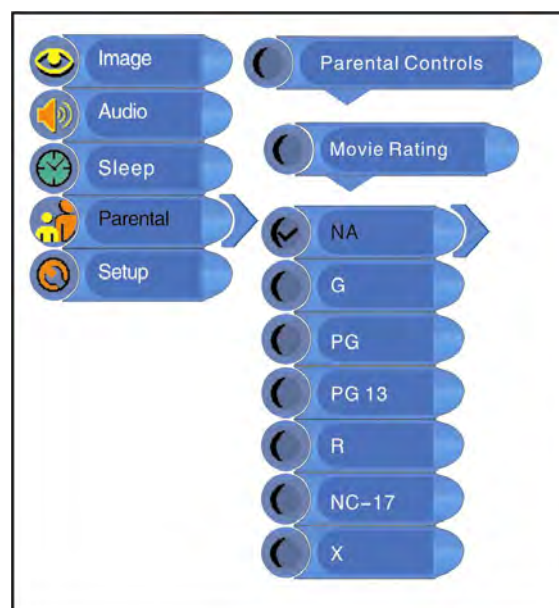 Image
Audio
Sleep
Parental
Setup
Parental Controls
Movie Rating
NA
G
PG
PG 13
R
NC-17
X